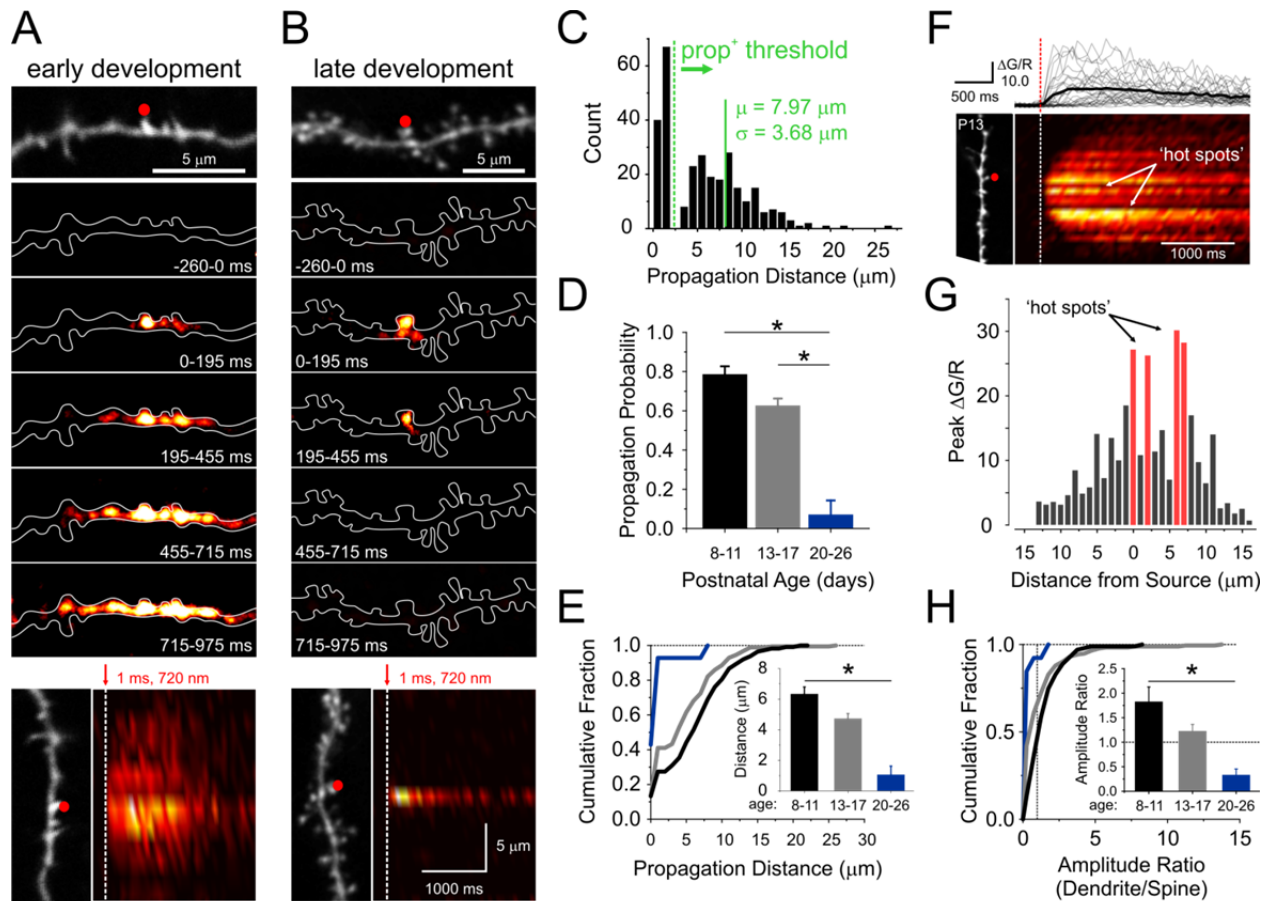 A
early development
5 μm
-260-0 ms
0-195 ms
195-455 ms
455-715 ms
715-975 ms
1 ms, 720 nm
B
late development
5 μm
-260-0 ms
0-195 ms
195-455 ms
455-715 ms
715-975 ms
1 ms, 720 nm
5 μm
1000 ms
C
Count
60
40
20
0
prop+ threshold
μ = 7.97 μm
σ = 3.68 μm
0 5 10 15 20 25
Propagation Distance (μm)
D
Propagation Probability
1.0
0.8
0.6
0.4
0.2
0.0
* 
*
8-11 13-17 20-26
Postnatal Age (days)
E
Cumulative Fraction
1.0
0.8
0.6
0.4
0.2
0.0
0 5 10 15 20 25 30
Propagation Distance (μm)
Distance (μm)
8
6
4
2
0
*
age: 8-11 13-17 20-26
F
ΔG/R
10.0
500 ms
P13
'hot spots'
1000 ms
G
'hot spots'
Peak ΔG/R
30
20
10
0
15 10 5 0 5 10 15
Distance from Source (μm)
H
Cumulative Fraction
1.0
0.8
0.6
0.4
0.2
0.0
0 5 10 15
Amplitude Ratio
(Dendrite/Spine)
Amplitude Ratio
2.5
2.0
1.5
1.0
0.5
0.0
*
age: 8-11 13-17 20-26